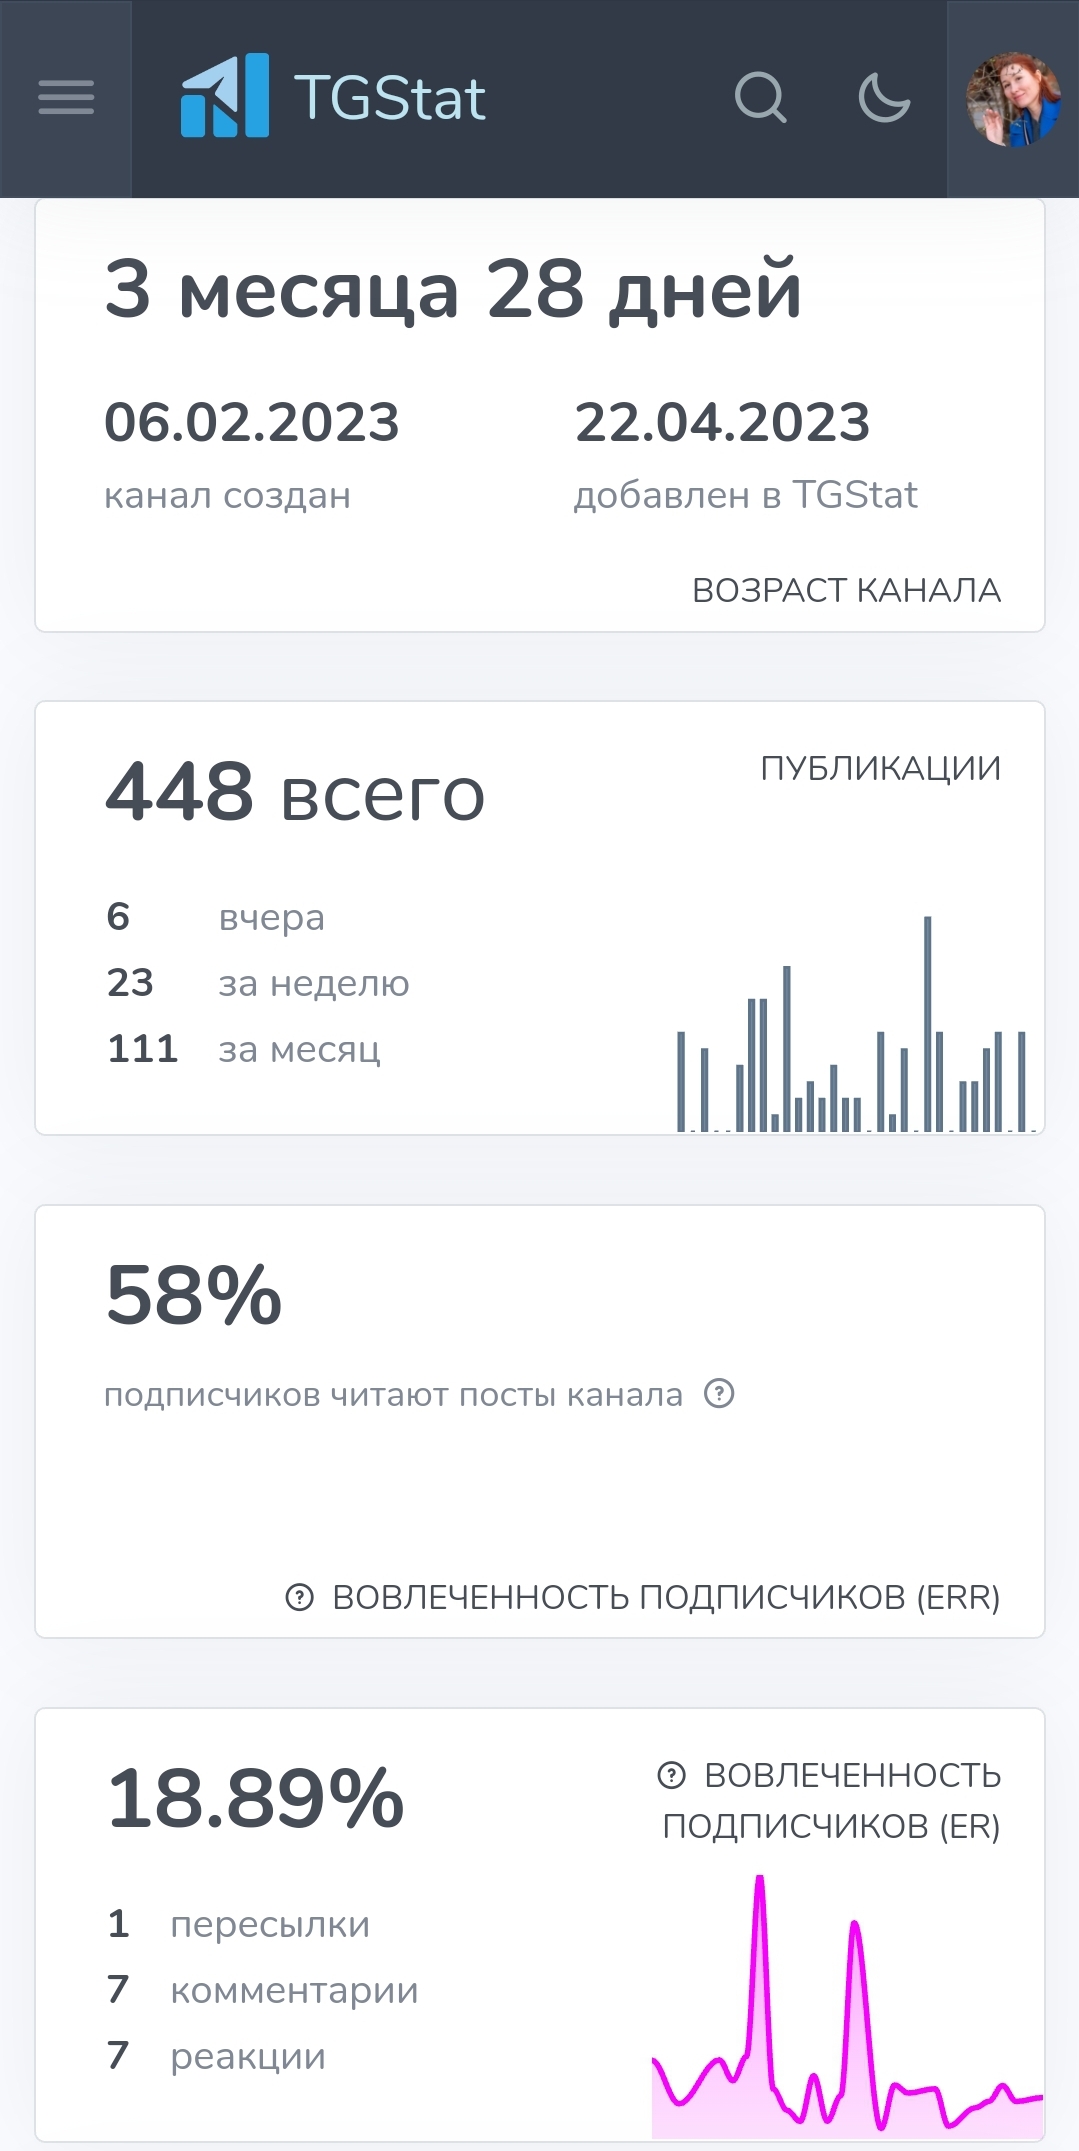 TGStat
3 месяца 28 дней
06.02.2023
22.04.2023
канал создан
добавлен в TGStat
ВОЗРАСТ КАНАЛА
448 всего
ПУБЛИКАЦИИ
6 вчера
23 за неделю
111 за месяц
58%
подписчиков читают посты канала ?
? ВОВЛЕЧЕННОСТЬ ПОДПИСЧИКОВ (ERR)
18.89%
? ВОВЛЕЧЕННОСТЬ
ПОДПИСЧИКОВ (ER)
1 пересылки
7 комментарии
7 реакции